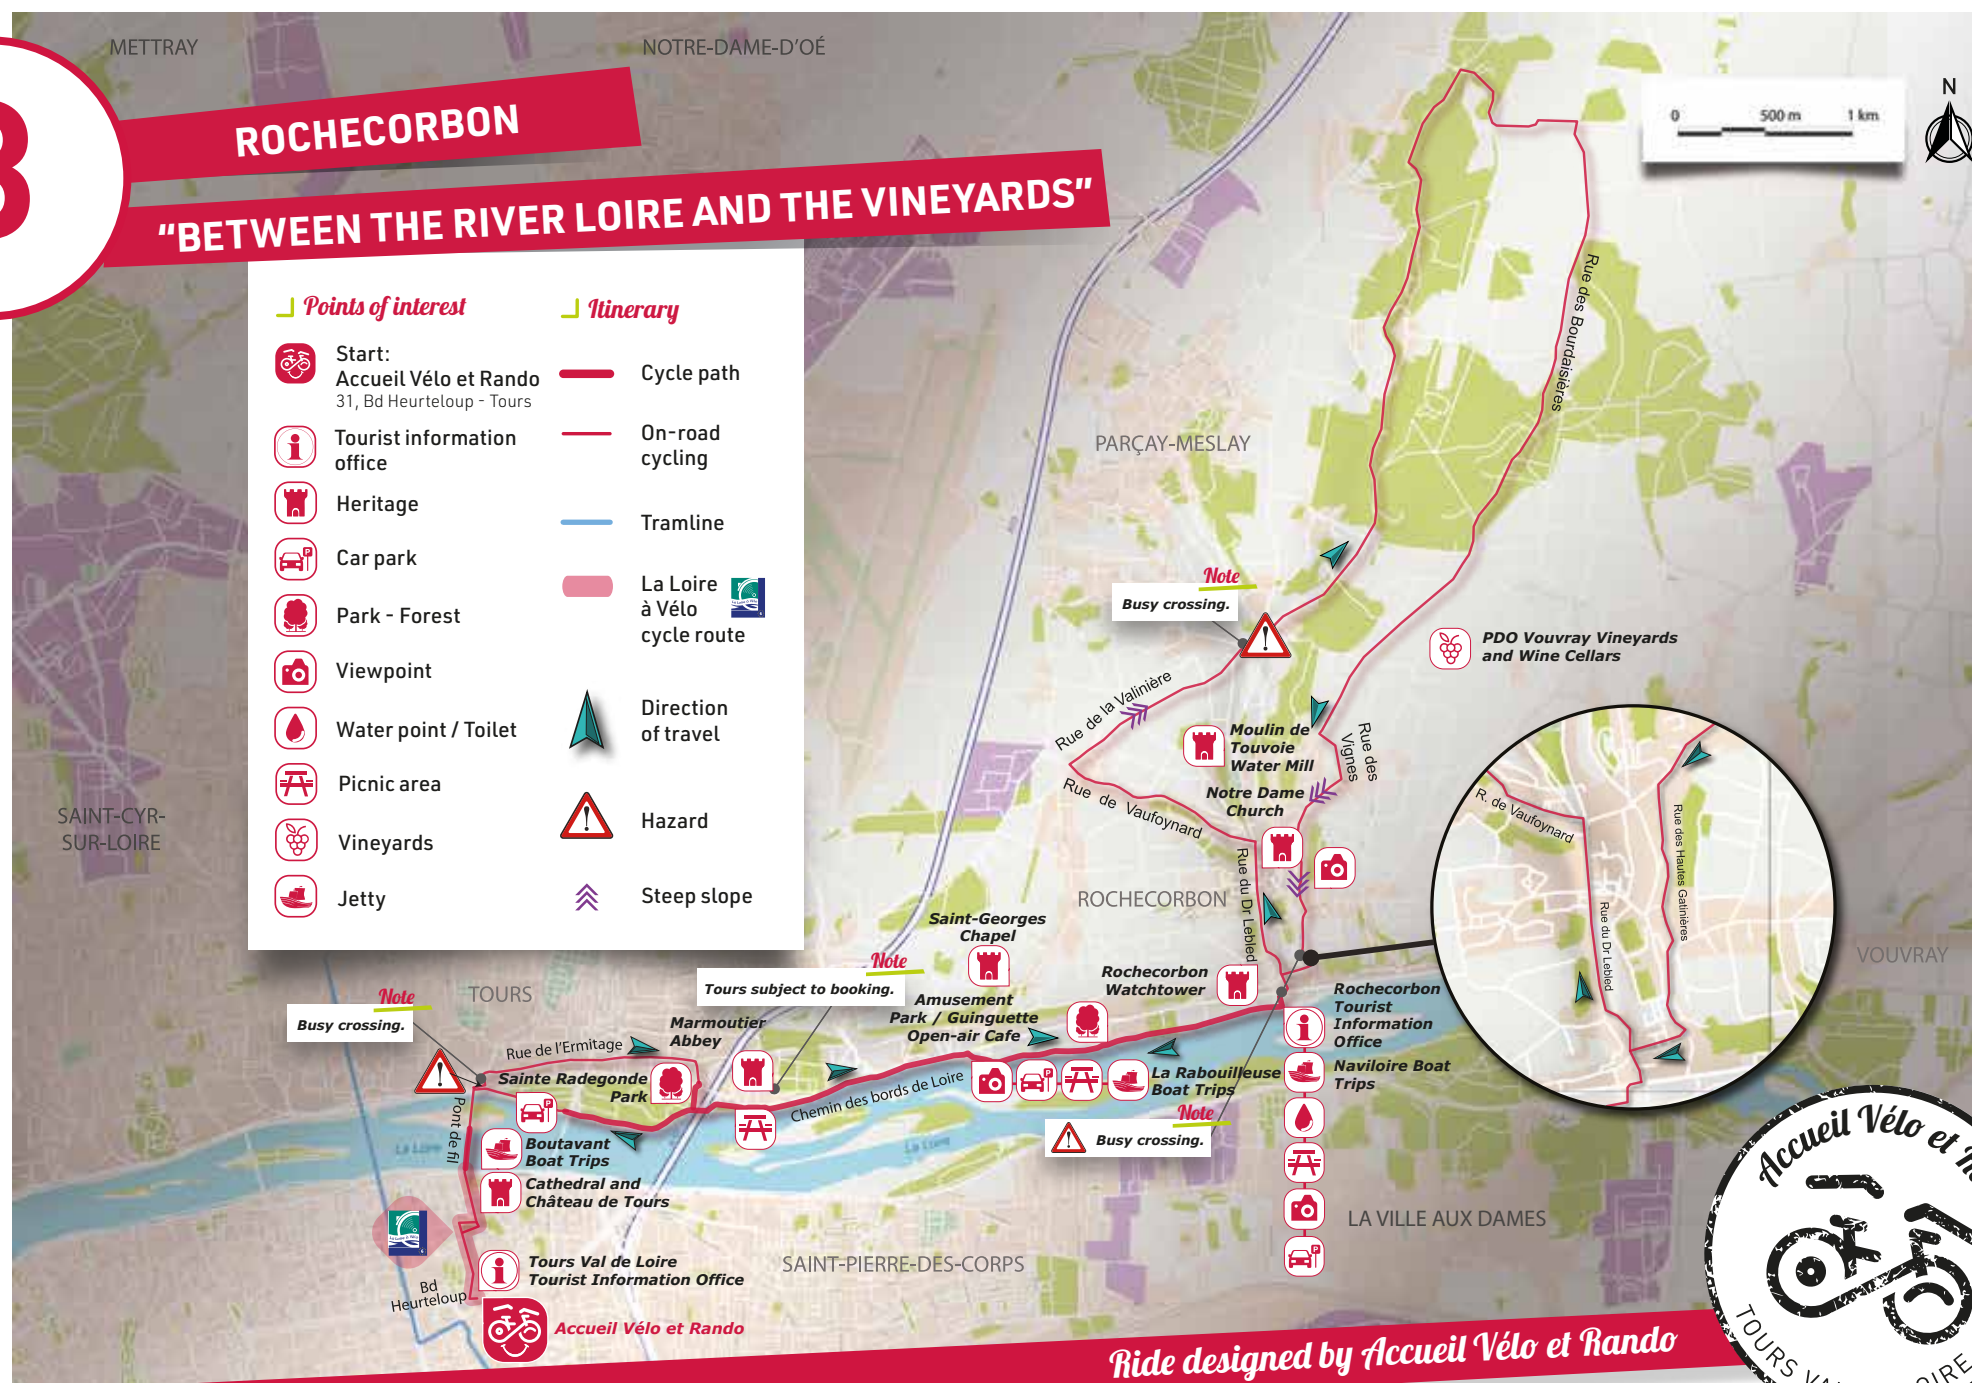 METTRAY
NOTRE-DAME-D'OÉ
3
ROCHECORBON
"BETWEEN THE RIVER LOIRE AND THE VINEYARDS"
0 500 m 1 km
N
Points of interest
Start:
Accueil Vélo et Rando
31, Bd Heurteloup - Tours
Tourist information
office
Heritage
Car park
Park - Forest
Viewpoint
Water point / Toilet
Picnic area
Vineyards
Jetty
Itinerary
Cycle path
On-road
cycling
Tramline
La Loire
à Vélo
cycle route
Direction
of travel
Hazard
Steep slope
Rue des Bourdaisières
PARÇAY-MESLAY
Note
Busy crossing.
PDO Vouvray Vineyards
and Wine Cellars
Rue de la Valinière
Moulin de
Touvoie
Water Mill
Rue des
Vignes
Rue de Vaufoynard
Notre Dame
Church
R. de Vaufoynard
Rue des Hautes Gatinières
Rue du Dr Lebled
SAINT-CYR-
SUR-LOIRE
ROCHECORBON
Rue du Dr Lebled
VOUVRAY
Saint-Georges
Chapel
Note
Tours subject to booking.
Rochecorbon
Watchtower
Amusement
Park / Guinguette
Open-air Cafe
Rochecorbon
Tourist
Information
Office
TOURS
Note
Busy crossing.
Marmoutier
Abbey
Rue de l'Ermitage
Sainte Radegonde
Park
Chemin des bords de Loire
La Rabouilleuse
Boat Trips
Naviloire Boat
Trips
Note
Busy crossing.
Pont de fil
La Loire
La Loire
Boutavant
Boat Trips
Cathedral and
Château de Tours
LA VILLE AUX DAMES
SAINT-PIERRE-DES-CORPS
Tours Val de Loire
Tourist Information Office
Bd
Heurteloup
Accueil Vélo et Rando
Ride designed by Accueil Vélo et Rando
Accueil Vélo et
TOURS VAL